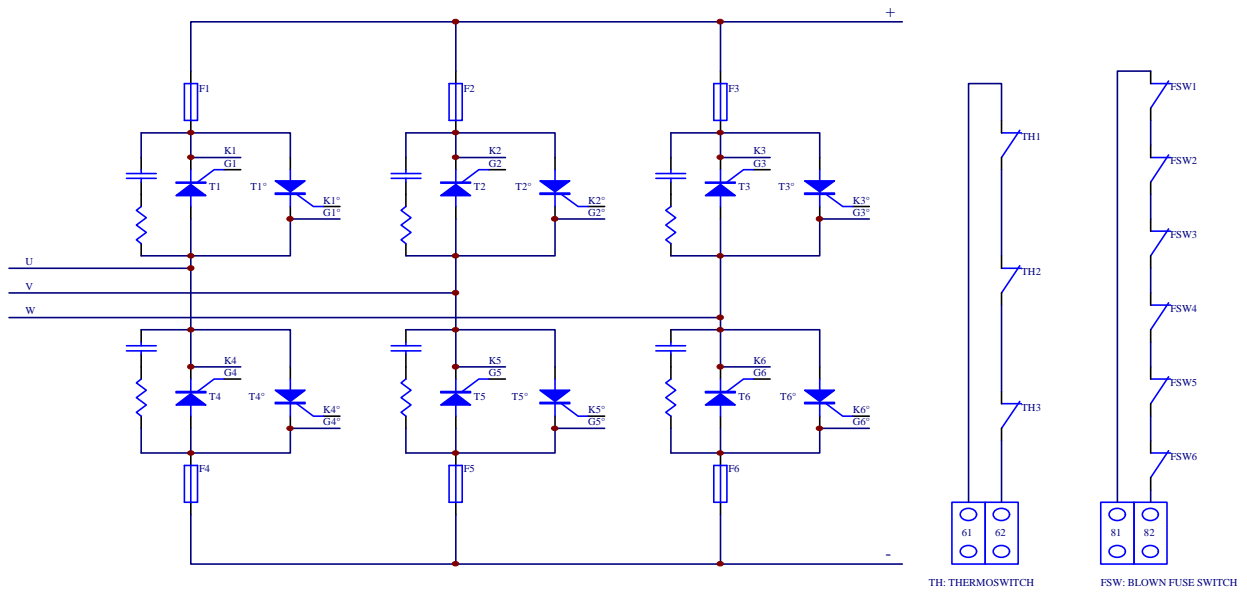 +
F1
F2
F3
FSW1
TH1
K1
K2
K3
G1
G2
G3
FSW2
T1
T1°
T2
T2°
T3
T3°
K1°
K2°
K3°
G1°
G2°
G3°
FSW3
U
TH2
V
W
FSW4
K4
K5
K6
G4
G5
G6
FSW5
T4
T4°
T5
T5°
T6
T6°
K4°
K5°
K6°
TH3
G4°
G5°
G6°
F4
F5
F6
FSW6
61
62
81
82
-
TH: THERMOSWITCH
FSW: BLOWN FUSE SWITCH